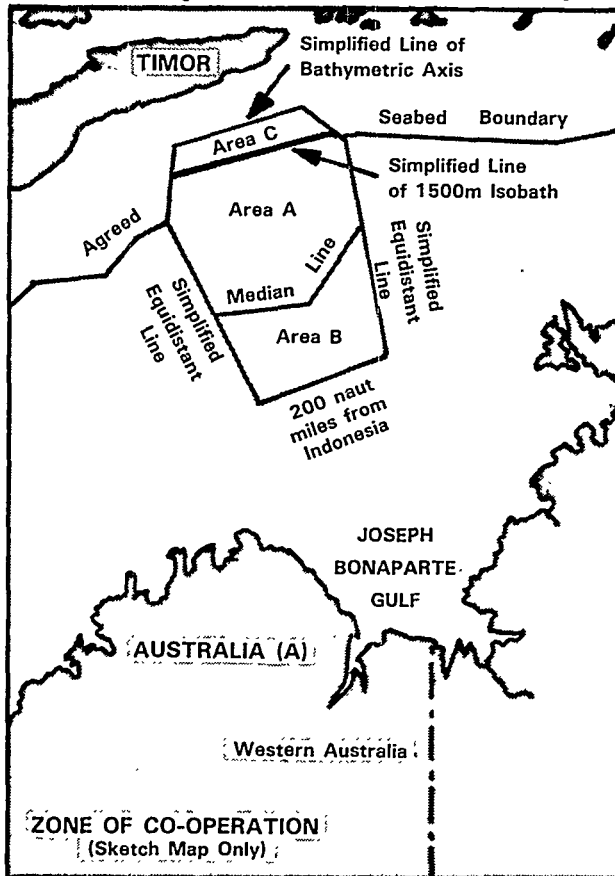 Simplified Line of
Bathymetric Axis
TIMOR
Seabed Boundary
Area C
Simplified Line
of 1500m Isobath
Area A
Agreed
Simplified
Equidistant
Line
Median Line
Simplified
Equidistant
Line
Area B
200 naut
miles from
Indonesia
JOSEPH
BONAPARTE
GULF
AUSTRALIA (A)
Western Australia
ZONE OF CO-OPERATION
(Sketch Map Only)